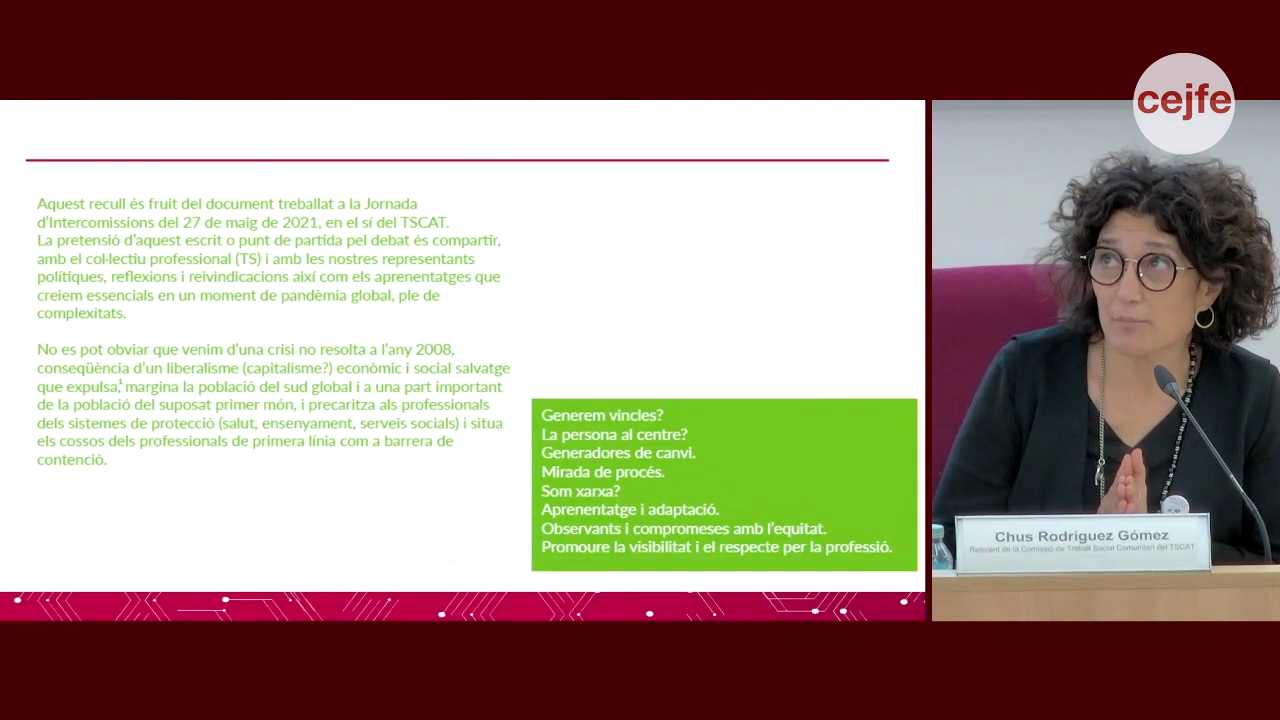 cejfe
Aquest recull és fruit del document treballat a la Jornada
d'Intercomissions del 27 de maig de 2021, en el sí del TSCAT.
La pretensió d'aquest escrit o punt de partida pel debat és compartir,
amb el col·lectiu professional (TS) i amb les nostres representants
polítiques, reflexions i reivindicacions així com els aprenentatges que
creiem essencials en un moment de pandèmia global, ple de
complexitats.
No es pot obviar que venim d'una crisi no resolta a l'any 2008,
conseqüència d'un liberalisme (capitalisme?) econòmic i social salvatge
que expulsa,¹ margina la població del sud global i a una part important
de la població del suposat primer món, i precaritza als professionals
dels sistemes de protecció (salut, ensenyament, serveis socials) i situa
els cossos dels professionals de primera línia com a barrera de
contenció.
Generem vincles?
La persona al centre?
Generadores de canvi.
Mirada de procés.
Som xarxa?
Aprenentatge i adaptació.
Observants i compromeses amb l'equitat.
Promoure la visibilitat i el respecte per la professió.
Chus Rodríguez Gómez
Referent de la Comissió de Treball Social Comunitari del TSCAT